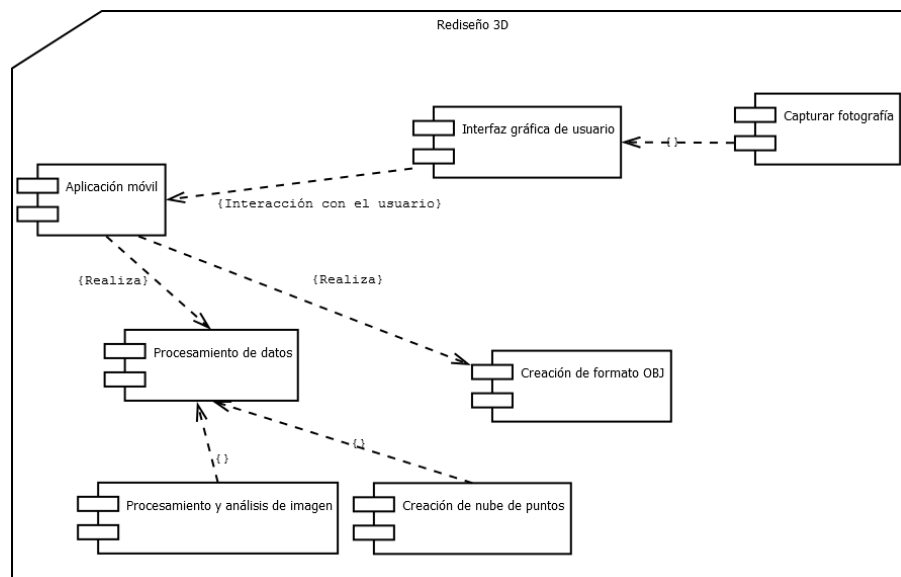 Rediseño 3D
Capturar fotografía
Interfaz gráfica de usuario
{}
Aplicación móvil
{Interacción con el usuario}
{Realiza}
{Realiza}
Procesamiento de datos
Creación de formato OBJ
{}
{}
Procesamiento y análisis de imagen
Creación de nube de puntos